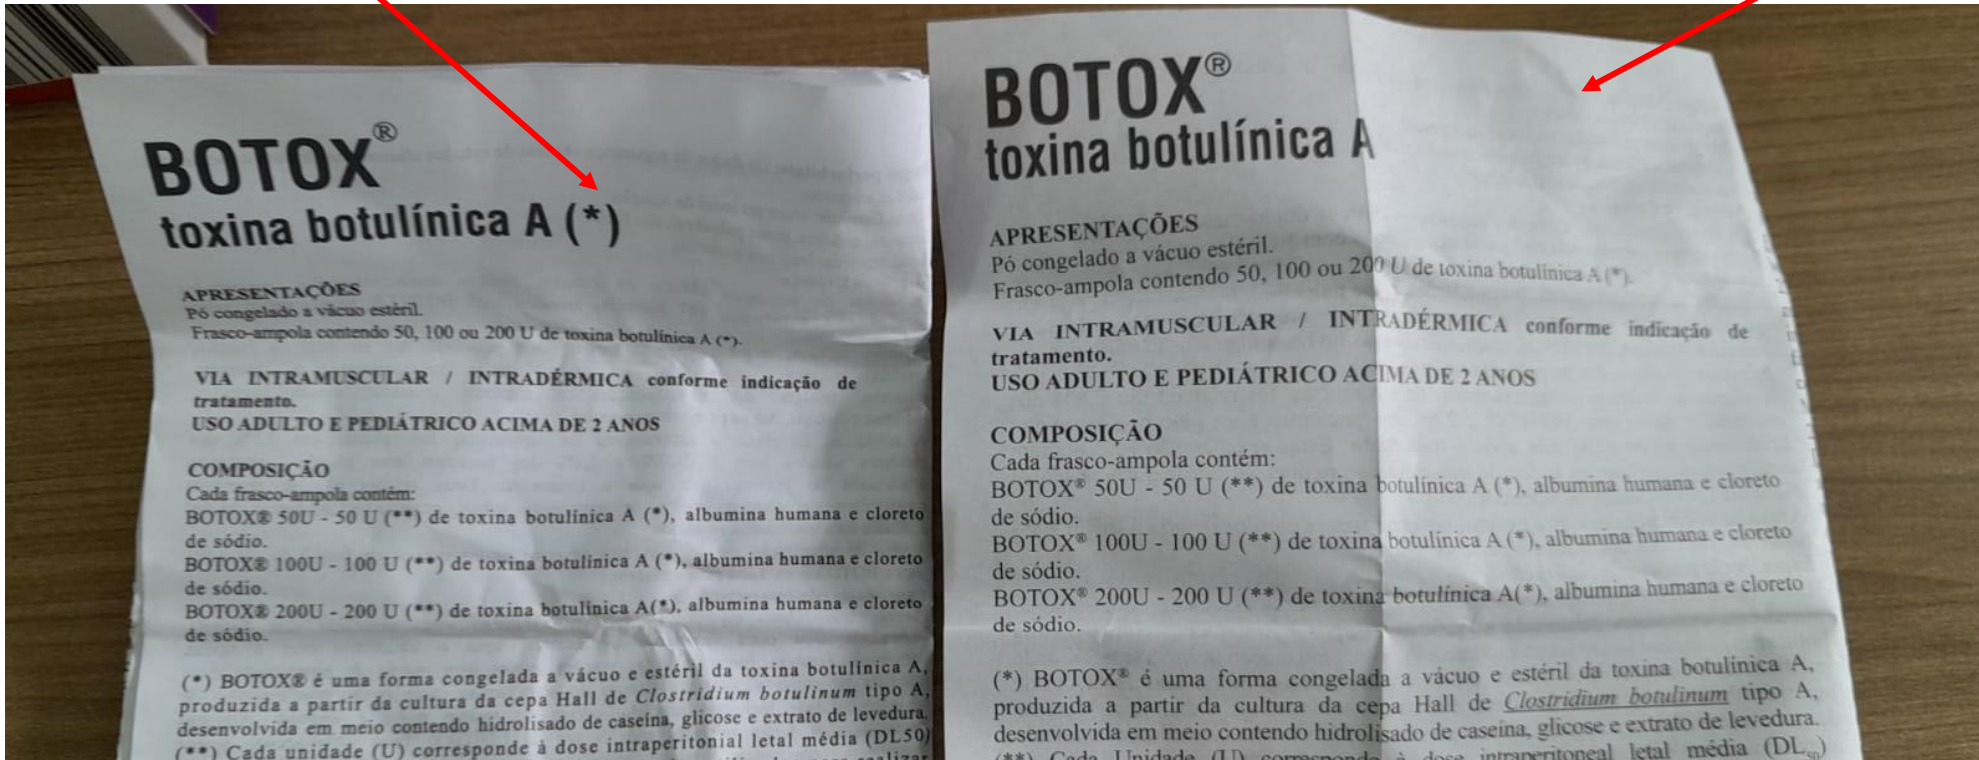 BOTOX®
toxina botulínica A (*)
APRESENTAÇÕES
Pó congelado a vácuo estéril.
Frasco-ampola contendo 50, 100 ou 200 U de toxina botulínica A (*).
VIA INTRAMUSCULAR / INTRADÉRMICA conforme indicação de
tratamento.
USO ADULTO E PEDIÁTRICO ACIMA DE 2 ANOS
COMPOSIÇÃO
Cada frasco-ampola contém:
BOTOX® 50U - 50 U (**) de toxina botulínica A (*), albumina humana e cloreto
de sódio.
BOTOX® 100U - 100 U (**) de toxina botulínica A (*), albumina humana e cloreto
de sódio.
BOTOX® 200U - 200 U (**) de toxina botulínica A(*), albumina humana e cloreto
de sódio.
(*) BOTOX® é uma forma congelada a vácuo e estéril da toxina botulínica A,
produzida a partir da cultura da cepa Hall de Clostridium botulinum tipo A,
desenvolvida em meio contendo hidrolisado de caseína, glicose e extrato de levedura.
(**) Cada unidade (U) corresponde à dose intraperitonial letal média (DL50)
realizar
BOTOX®
toxina botulínica A
APRESENTAÇÕES
Pó congelado a vácuo estéril.
Frasco-ampola contendo 50, 100 ou 200 U de toxina botulínica A (*).
VIA INTRAMUSCULAR / INTRADÉRMICA conforme indicação de
tratamento.
USO ADULTO E PEDIÁTRICO ACIMA DE 2 ANOS
COMPOSIÇÃO
Cada frasco-ampola contém:
BOTOX® 50U - 50 U (**) de toxina botulínica A (*), albumina humana e cloreto
de sódio.
BOTOX® 100U - 100 U (**) de toxina botulínica A (*), albumina humana e cloreto
de sódio.
BOTOX® 200U - 200 U (**) de toxina botulínica A(*), albumina humana e cloreto
de sódio.
(*) BOTOX® é uma forma congelada a vácuo e estéril da toxina botulínica A,
produzida a partir da cultura da cepa Hall de Clostridium botulinum tipo A,
desenvolvida em meio contendo hidrolisado de caseína, glicose e extrato de levedura.
(**) Cada Unidade (U) corresponde à dose intraperitoneal letal média (DL50)